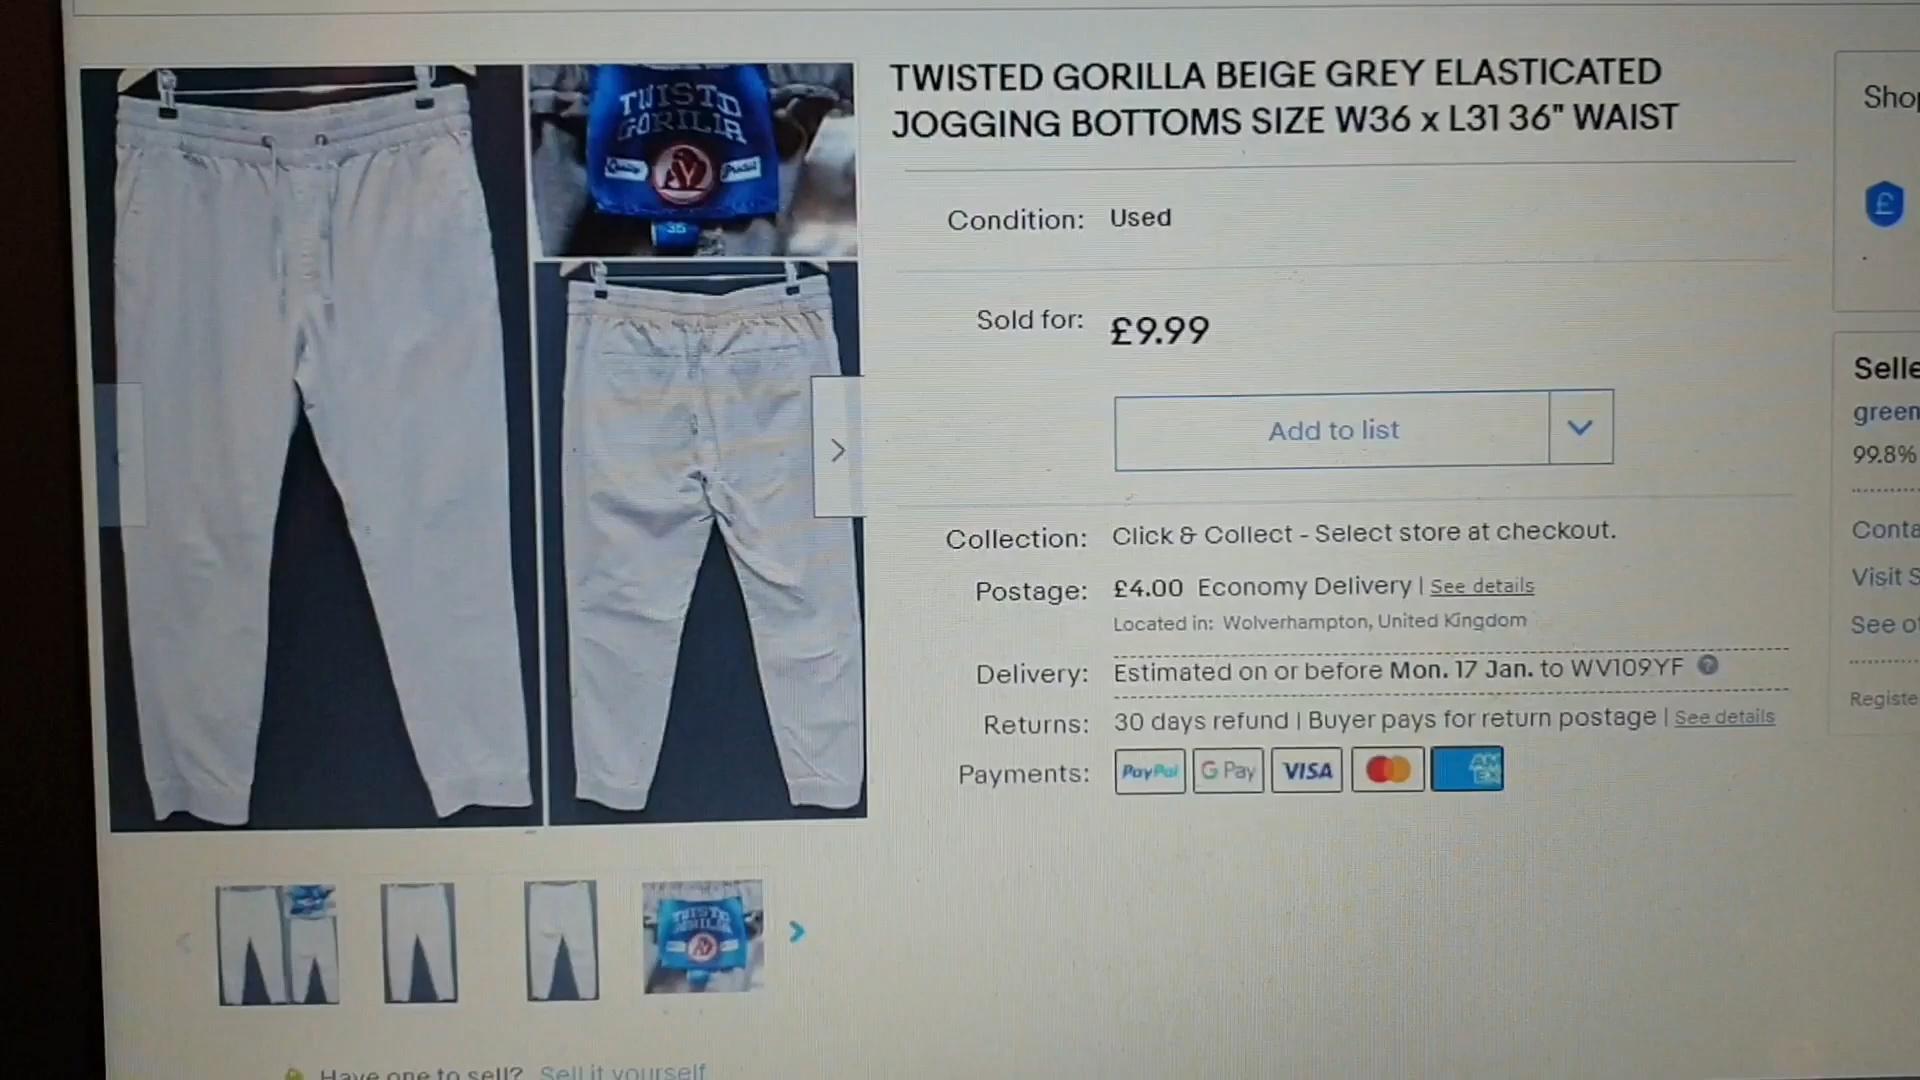 TWISTED GORILLA BEIGE GREY ELASTICATED
JOGGING BOTTOMS SIZE W36 x L31 36" WAIST
TWISTD
GORILLA
Condition: Used
Sold for: £9.99
Add to list
Collection: Click & Collect - Select store at checkout.
Postage: £4.00 Economy Delivery | See details
Located in: Wolverhampton, United Kingdom
Delivery: Estimated on or before Mon. 17 Jan. to WV109YF
Returns: 30 days refund | Buyer pays for return postage | See details
Payments: PayPal G Pay VISA AM EX
Have one to sell? Sell it yourself
Shop
£
Selle
green
99.8%
Conta
Visit S
See o
Registe